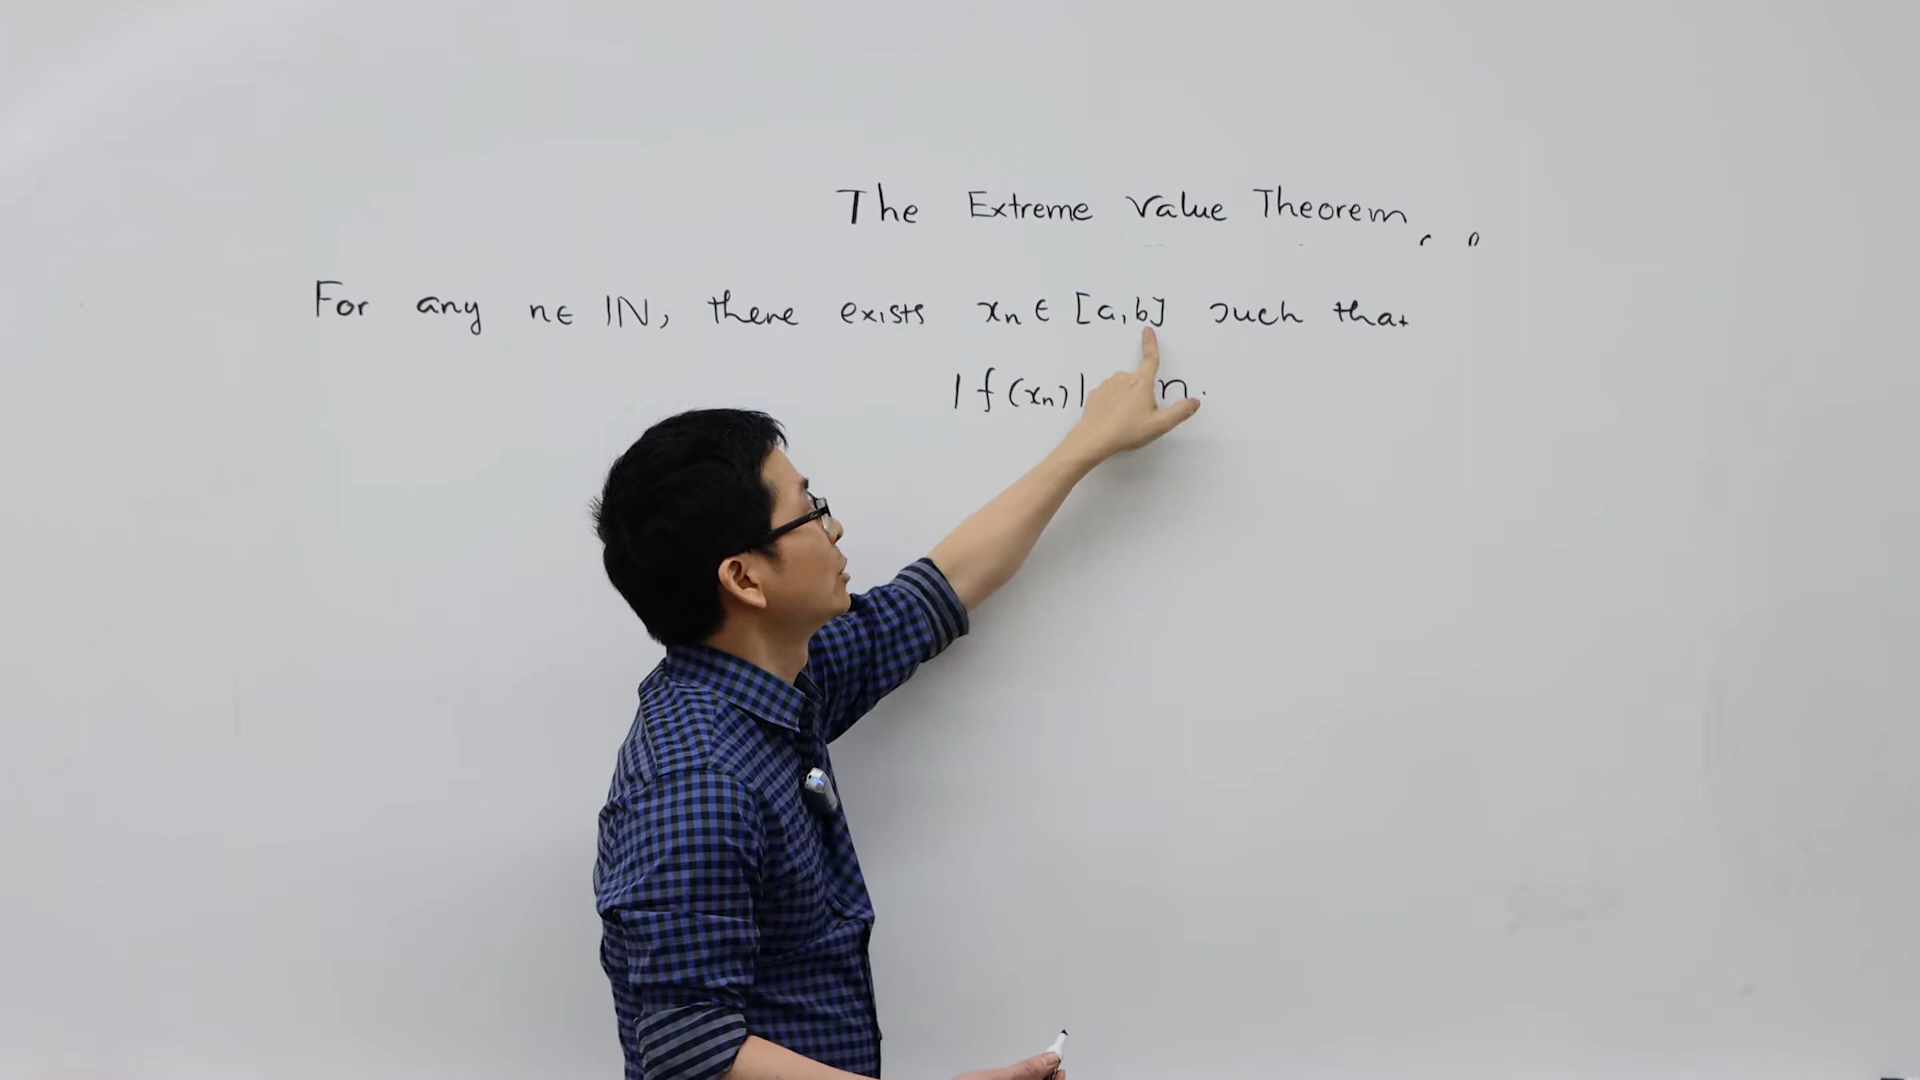 The Extreme Value Theorem
For any n∈ ℕ, there exists xₙ ∈ [a,b] such that
|f(xₙ)| n.